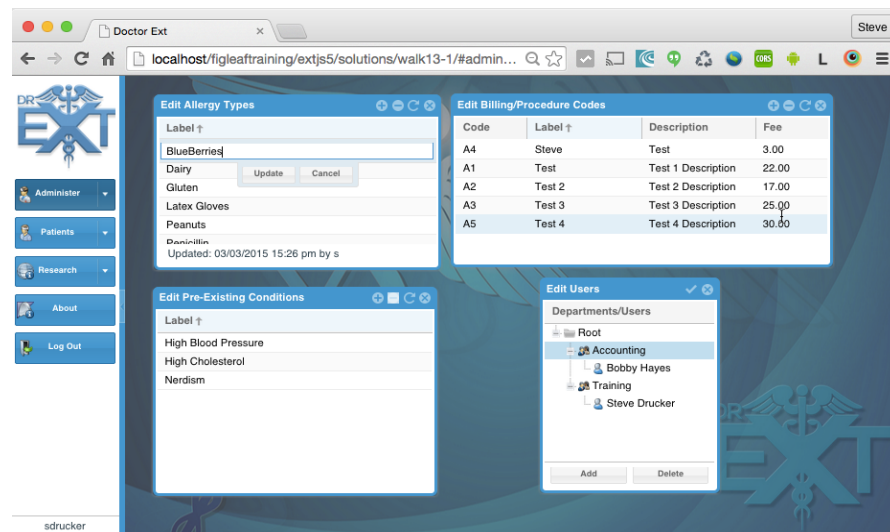 Doctor Ext
Steve
localhost/figleaftraining/extjs5/solutions/walk13-1/#admin...
CORS
L
DR
EXT
Administer
Patients
Research
About
Log Out
sdrucker
Edit Allergy Types
Label
BlueBerries
Dairy
Update Cancel
Gluten
Latex Gloves
Peanuts
Penicillin
Updated: 03/03/2015 15:26 pm by s
Edit Billing/Procedure Codes
Code Label Description Fee
A4 Steve Test 3.00
A1 Test Test 1 Description 22.00
A2 Test 2 Test 2 Description 17.00
A3 Test 3 Test 3 Description 25.00
A5 Test 4 Test 4 Description 30.00
Edit Pre-Existing Conditions
Label
High Blood Pressure
High Cholesterol
Nerdism
Edit Users
Departments/Users
Root
Accounting
Bobby Hayes
Training
Steve Drucker
Add Delete
DR
EXT